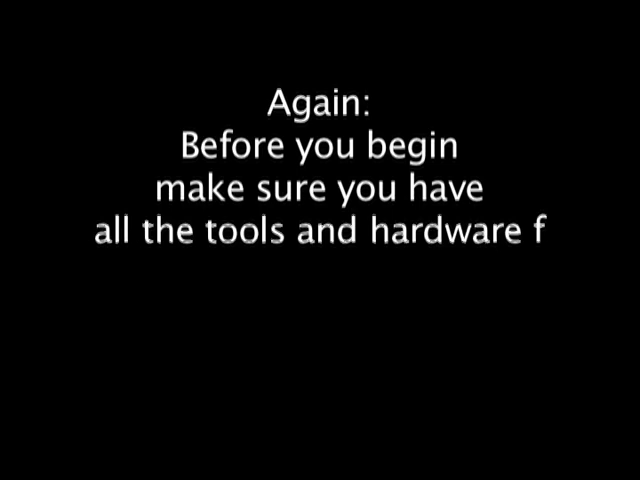 Again:
Before you begin
make sure you have
all the tools and hardware f